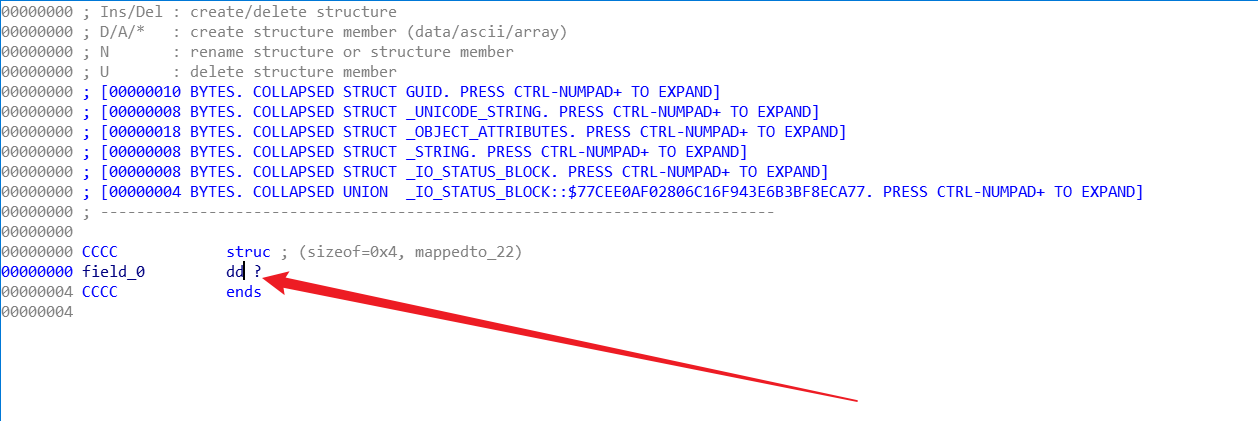 00000000 ; Ins/Del : create/delete structure
00000000 ; D/A/*   : create structure member (data/ascii/array)
00000000 ; N       : rename structure or structure member
00000000 ; U       : delete structure member
00000000 ; [00000010 BYTES. COLLAPSED STRUCT GUID. PRESS CTRL-NUMPAD+ TO EXPAND]
00000000 ; [00000008 BYTES. COLLAPSED STRUCT _UNICODE_STRING. PRESS CTRL-NUMPAD+ TO EXPAND]
00000000 ; [00000018 BYTES. COLLAPSED STRUCT _OBJECT_ATTRIBUTES. PRESS CTRL-NUMPAD+ TO EXPAND]
00000000 ; [00000008 BYTES. COLLAPSED STRUCT _STRING. PRESS CTRL-NUMPAD+ TO EXPAND]
00000000 ; [00000008 BYTES. COLLAPSED STRUCT _IO_STATUS_BLOCK. PRESS CTRL-NUMPAD+ TO EXPAND]
00000000 ; [00000004 BYTES. COLLAPSED UNION  _IO_STATUS_BLOCK::$77CEE0AF02806C16F943E6B3BF8ECA77. PRESS CTRL-NUMPAD+ TO EXPAND]
00000000 ; ---------------------------------------------------------------------------
00000000
00000000 CCCC            struc ; (sizeof=0x4, mappedto_22)
00000000 field_0         dd ?
00000004 CCCC            ends
00000004